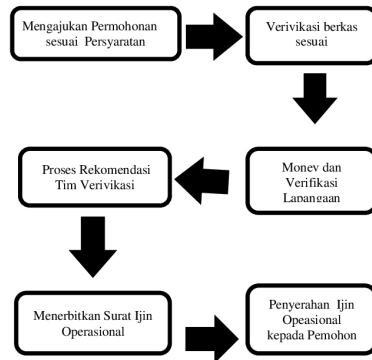 Mengajukan Permohonan
sesuai Persyaratan
Verivikasi berkas
sesuai
Monev dan
Verifikasi
Lapangaan
Proses Rekomendasi
Tim Verivikasi
Menerbitkan Surat Ijin
Operasional
Penyerahan Ijin
Opeasional
kepada Pemohon